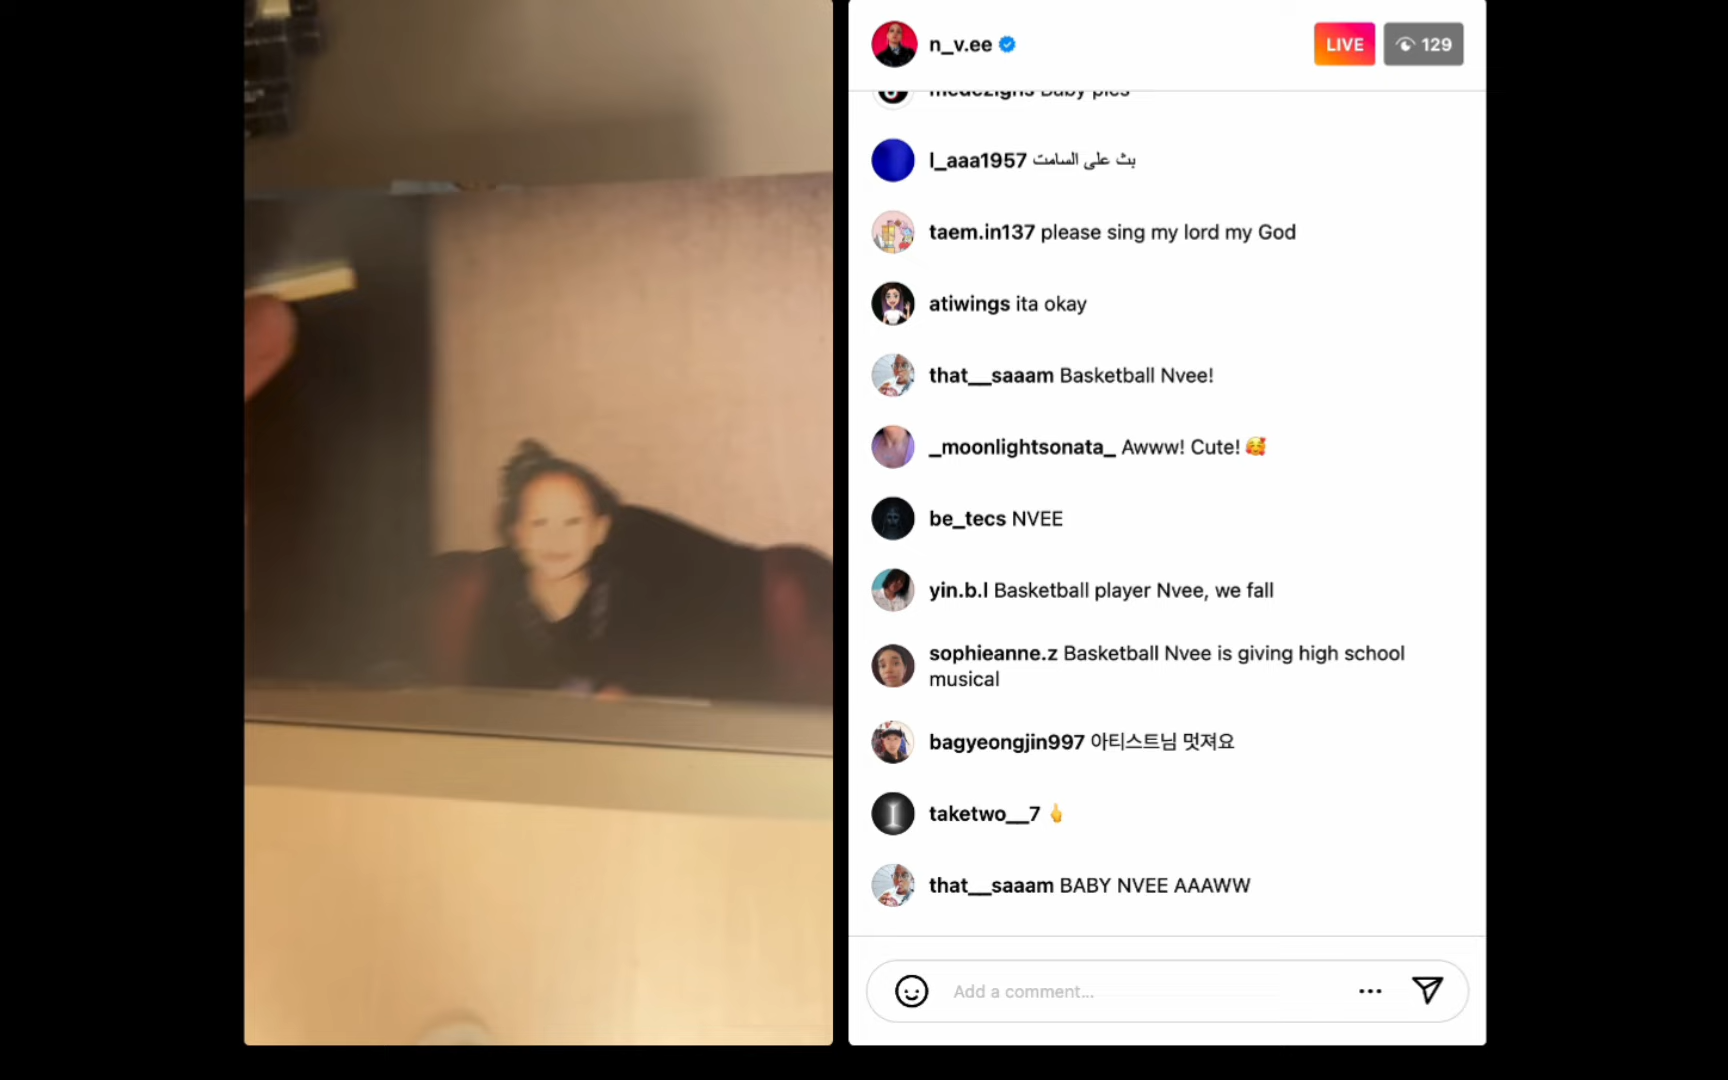 n_v.ee
LIVE
129
medezigns Baby pics
l_aaa1957 بث على السامت
taem.in137 please sing my lord my God
atiwings ita okay
that__saaam Basketball Nvee!
_moonlightsonata_ Awww! Cute! 🥰
be_tecs NVEE
yin.b.l Basketball player Nvee, we fall
sophieanne.z Basketball Nvee is giving high school
musical
bagyeongjin997 아티스트님 멋져요
taketwo__7 🖕
that__saaam BABY NVEE AAAWW
Add a comment...